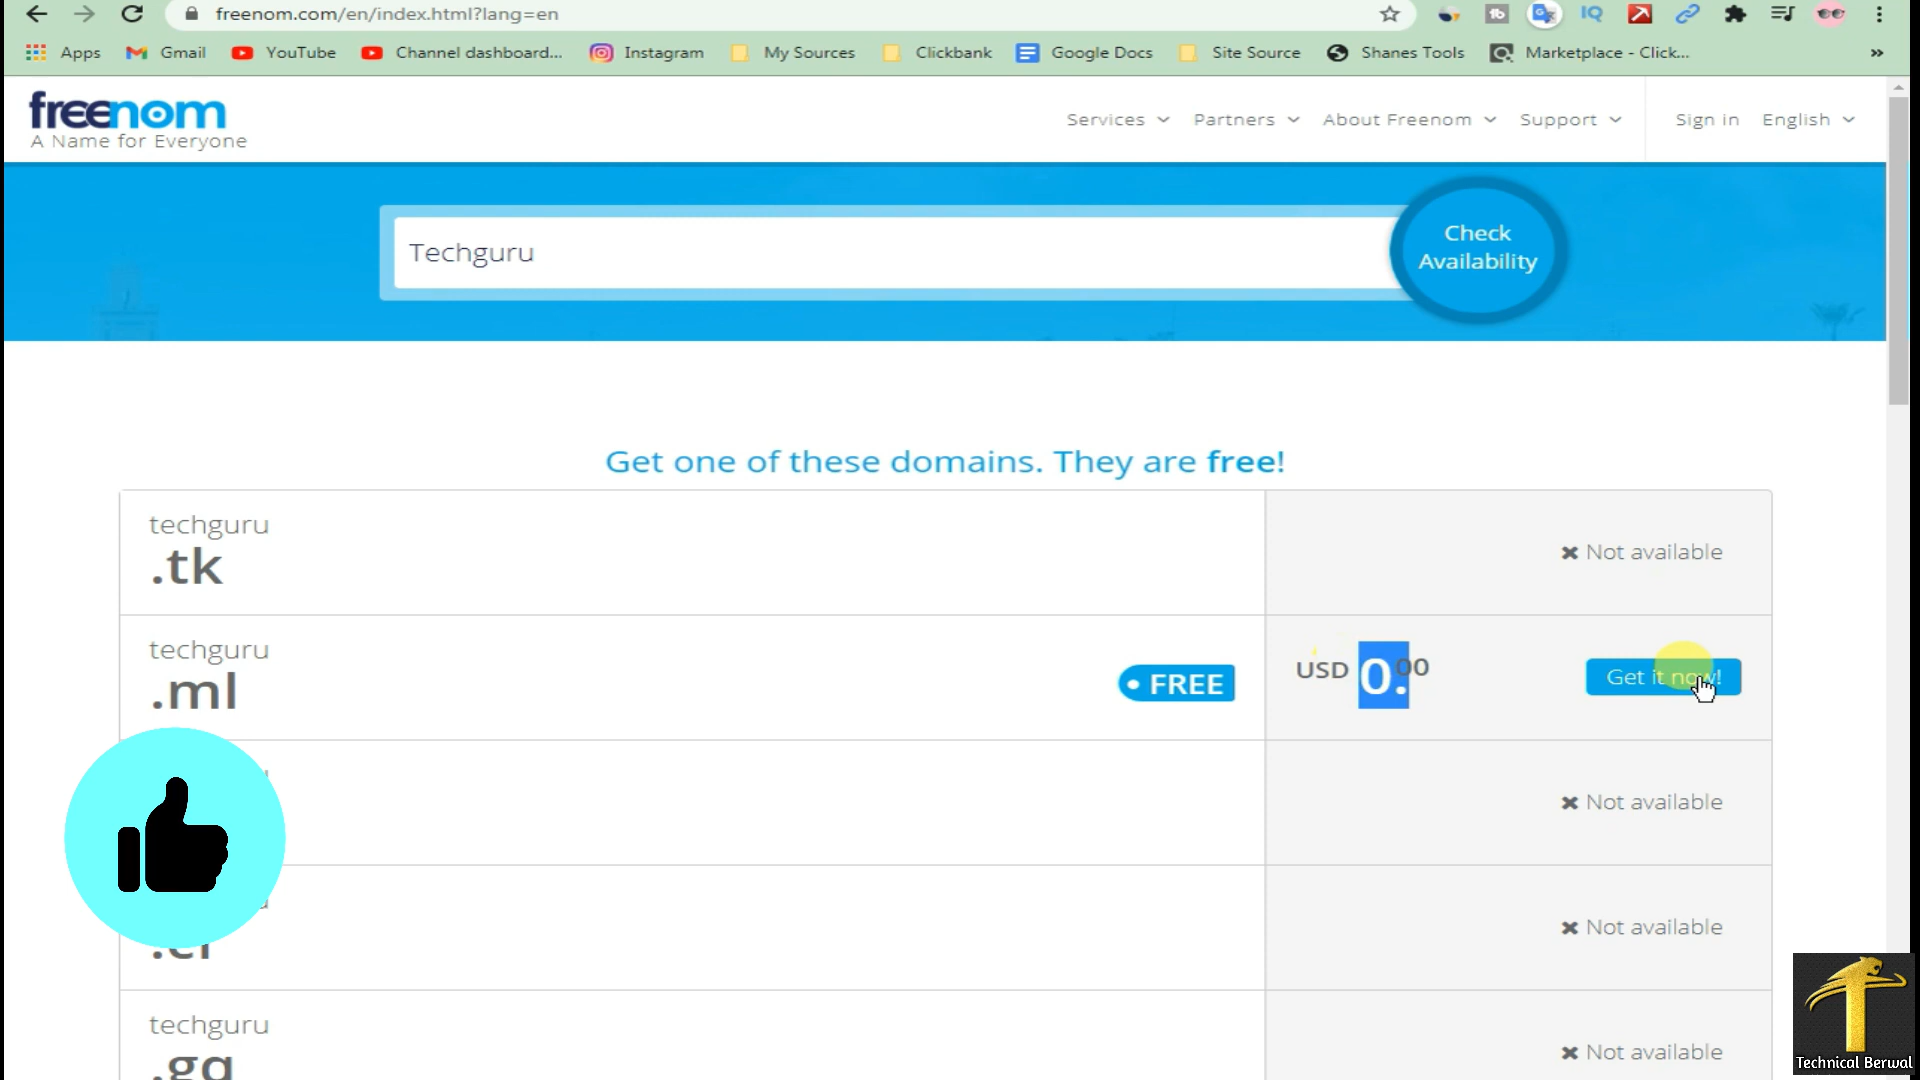 freenom.com/en/index.html?lang=en
Apps Gmail YouTube Channel dashboard... Instagram My Sources Clickbank Google Docs Site Source Shanes Tools Marketplace - Click... »
freenom
A Name for Everyone
Services Partners About Freenom Support Sign in English
Techguru
Check
Availability
Get one of these domains. They are free!
techguru
.tk
Not available
techguru
.ml
FREE
USD 0.00
Get it now!
Not available
Not available
techguru
.gq
Not available
Technical Berwal